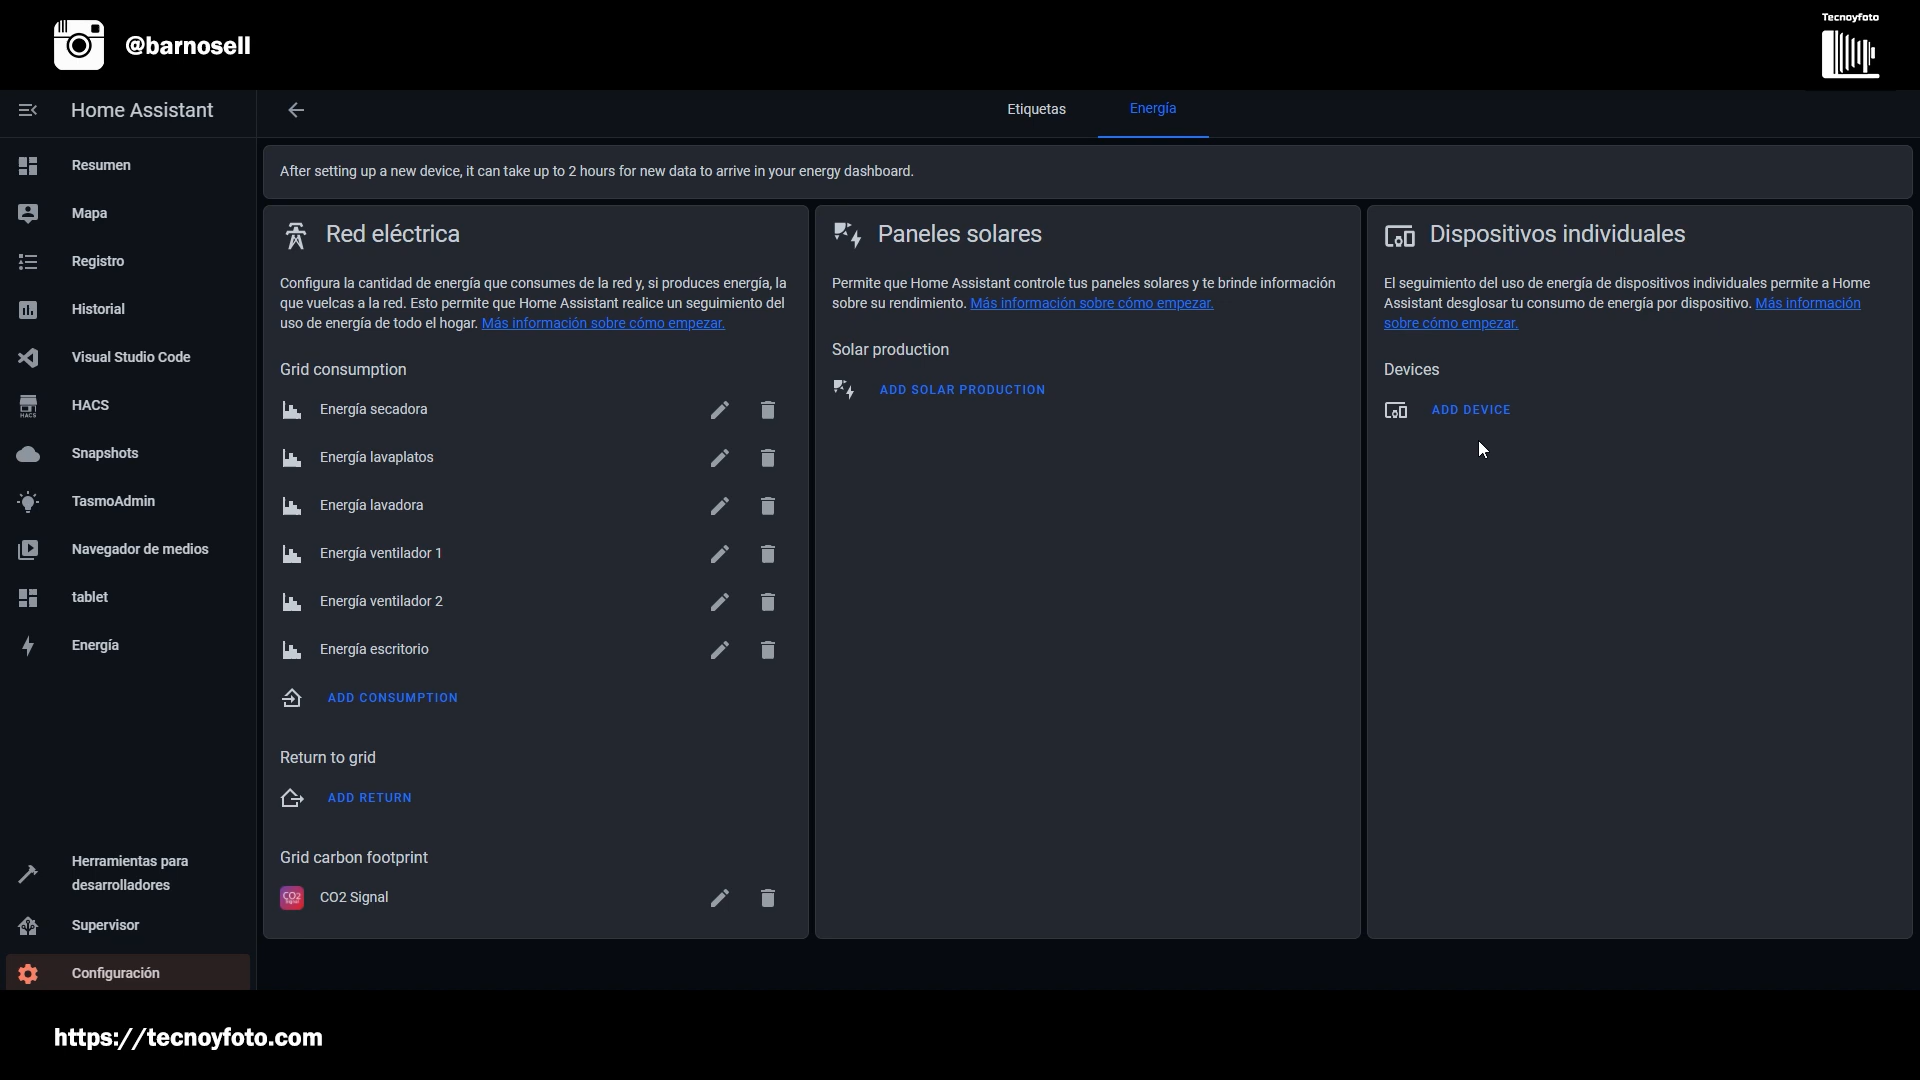 @barnosell
Tecnoyfoto
Home Assistant
Etiquetas
Energía
Resumen
Mapa
Registro
Historial
Visual Studio Code
HACS
HACS
Snapshots
TasmoAdmin
Navegador de medios
tablet
Energía
Herramientas para
desarrolladores
Supervisor
Configuración
After setting up a new device, it can take up to 2 hours for new data to arrive in your energy dashboard.
Red eléctrica
Configura la cantidad de energía que consumes de la red y, si produces energía, la
que vuelcas a la red. Esto permite que Home Assistant realice un seguimiento del
uso de energía de todo el hogar. Más información sobre cómo empezar.
Grid consumption
Energía secadora
Energía lavaplatos
Energía lavadora
Energía ventilador 1
Energía ventilador 2
Energía escritorio
ADD CONSUMPTION
Return to grid
ADD RETURN
Grid carbon footprint
CO2 Signal
CO2 Signal
Paneles solares
Permite que Home Assistant controle tus paneles solares y te brinde información
sobre su rendimiento. Más información sobre cómo empezar.
Solar production
ADD SOLAR PRODUCTION
Dispositivos individuales
El seguimiento del uso de energía de dispositivos individuales permite a Home
Assistant desglosar tu consumo de energía por dispositivo. Más información
sobre cómo empezar.
Devices
ADD DEVICE
https://tecnoyfoto.com